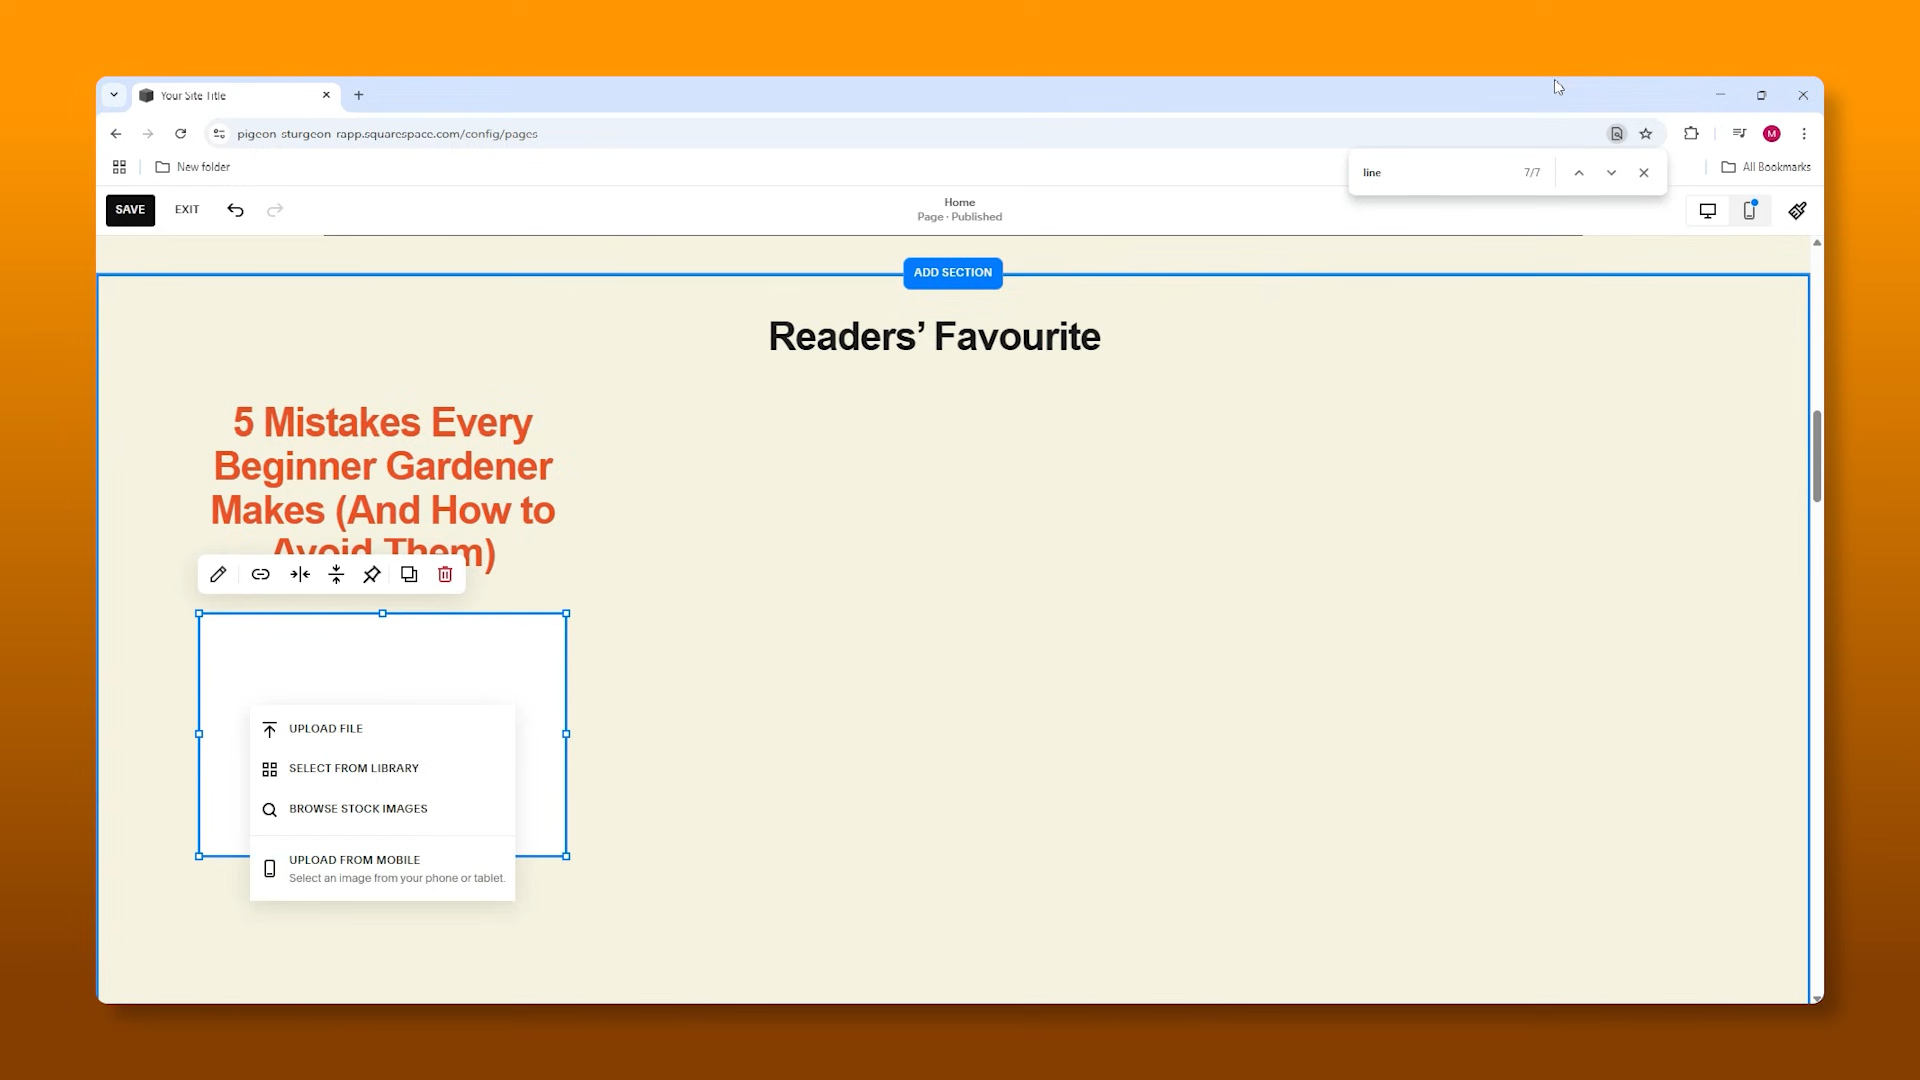 Your Site Title
pigeon-sturgeon-rapp.squarespace.com/config/pages
M
New folder
All Bookmarks
line
7/7
SAVE
EXIT
Home
Page · Published
ADD SECTION
Readers’ Favourite
5 Mistakes Every
Beginner Gardener
Makes (And How to
Avoid Them)
UPLOAD FILE
SELECT FROM LIBRARY
BROWSE STOCK IMAGES
UPLOAD FROM MOBILE
Select an image from your phone or tablet.